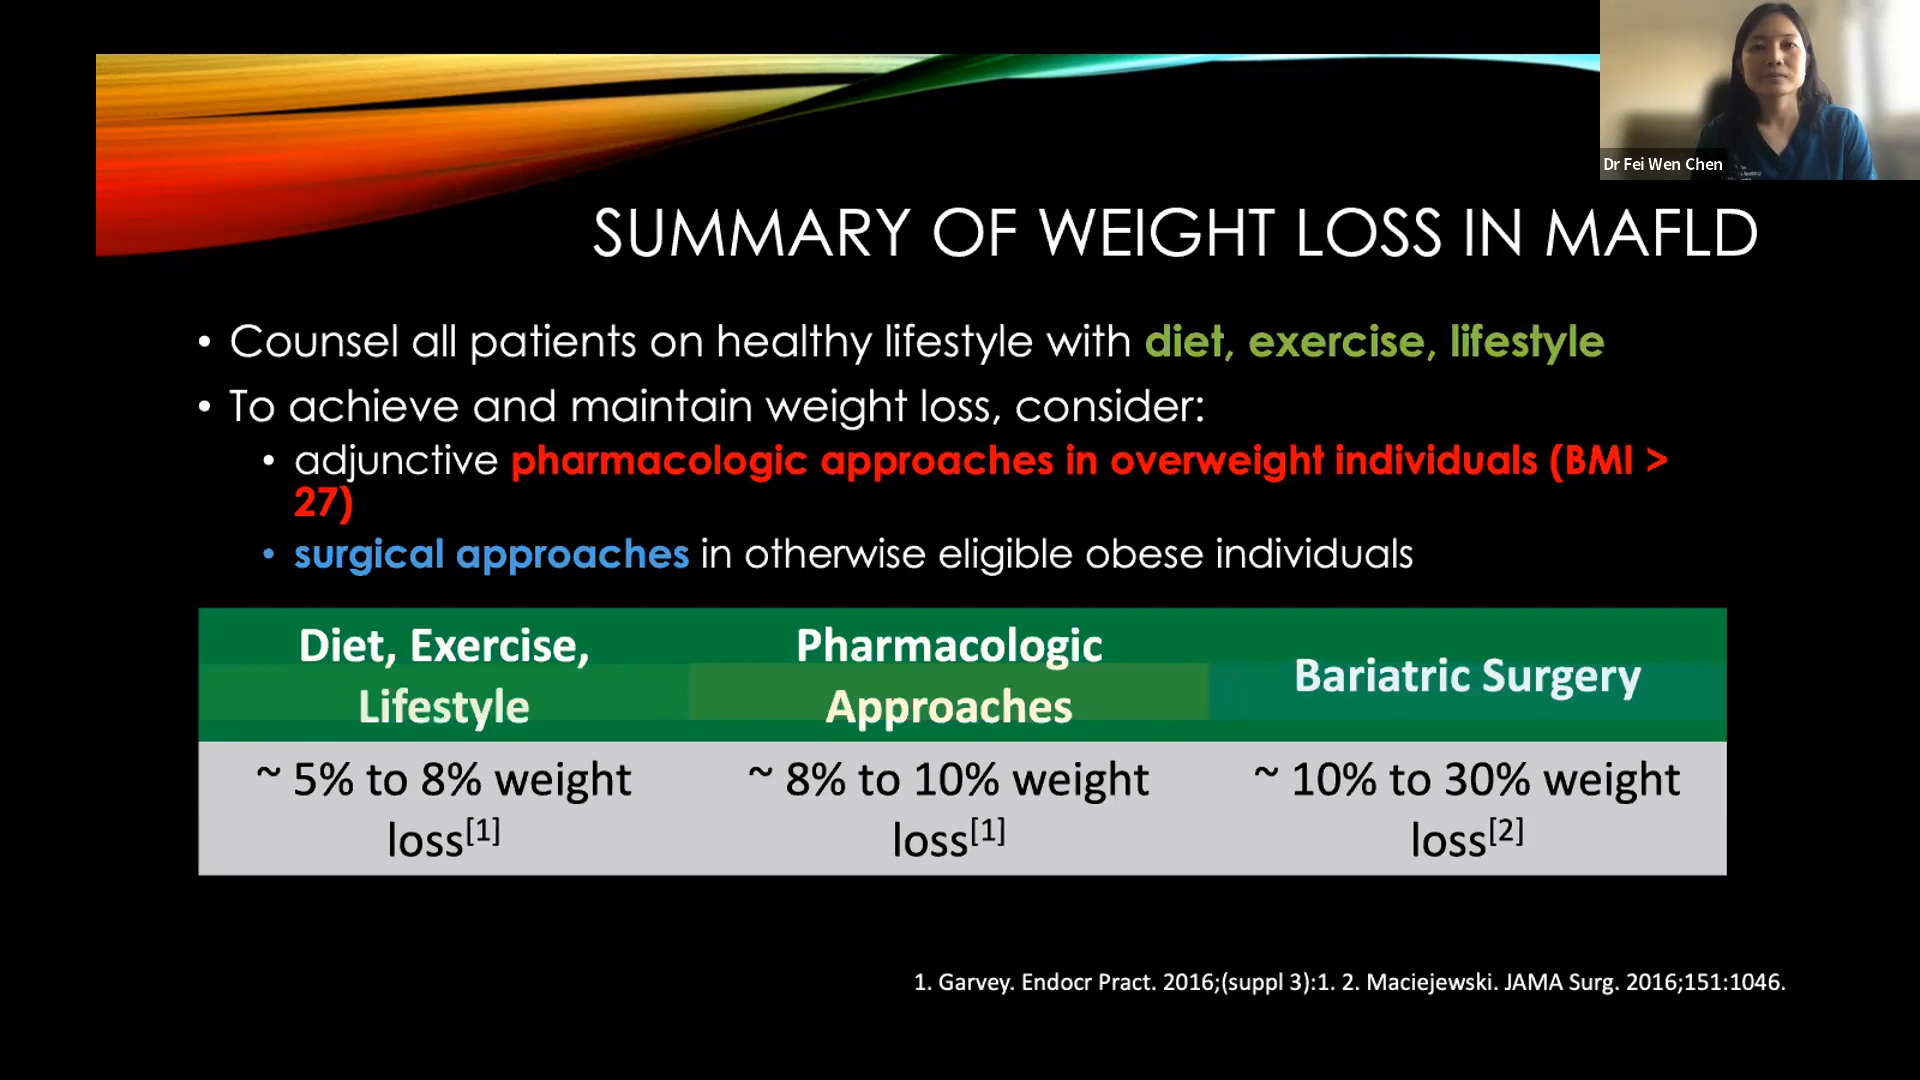 Dr Fei Wen Chen
SUMMARY OF WEIGHT LOSS IN MAFLD
• Counsel all patients on healthy lifestyle with diet, exercise, lifestyle
• To achieve and maintain weight loss, consider:
• adjunctive pharmacologic approaches in overweight individuals (BMI >
27)
• surgical approaches in otherwise eligible obese individuals
Diet, Exercise,
Lifestyle
Pharmacologic
Approaches
Bariatric Surgery
~ 5% to 8% weight
loss[1]
~ 8% to 10% weight
loss[1]
~ 10% to 30% weight
loss[2]
1. Garvey. Endocr Pract. 2016;(suppl 3):1. 2. Maciejewski. JAMA Surg. 2016;151:1046.